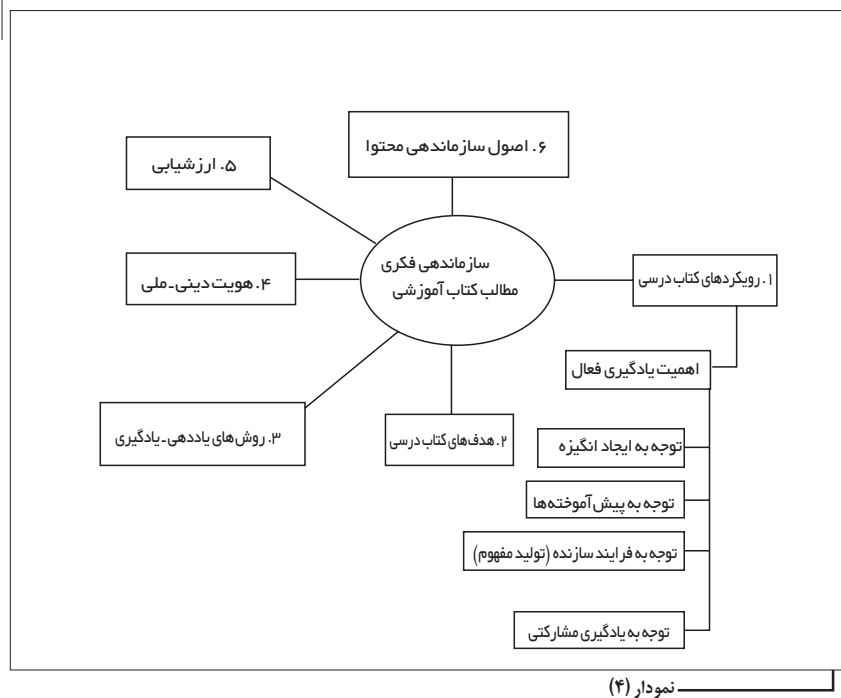 ۶. اصول سازماندهی محتوا
۵. ارزشیابی
سازماندهی فکری
مطالب کتاب آموزشی
۱. رویکردهای کتاب درسی
۴. هویت دینی-ملی
اهمیت یادگیری فعال
۳. روش‌های یاددهی-یادگیری
۲. هدف‌های کتاب درسی
توجه به ایجاد انگیزه
توجه به پیش آموخته‌ها
توجه به فرایند سازنده (تولید مفهوم)
توجه به یادگیری مشارکتی
نمودار (۴)